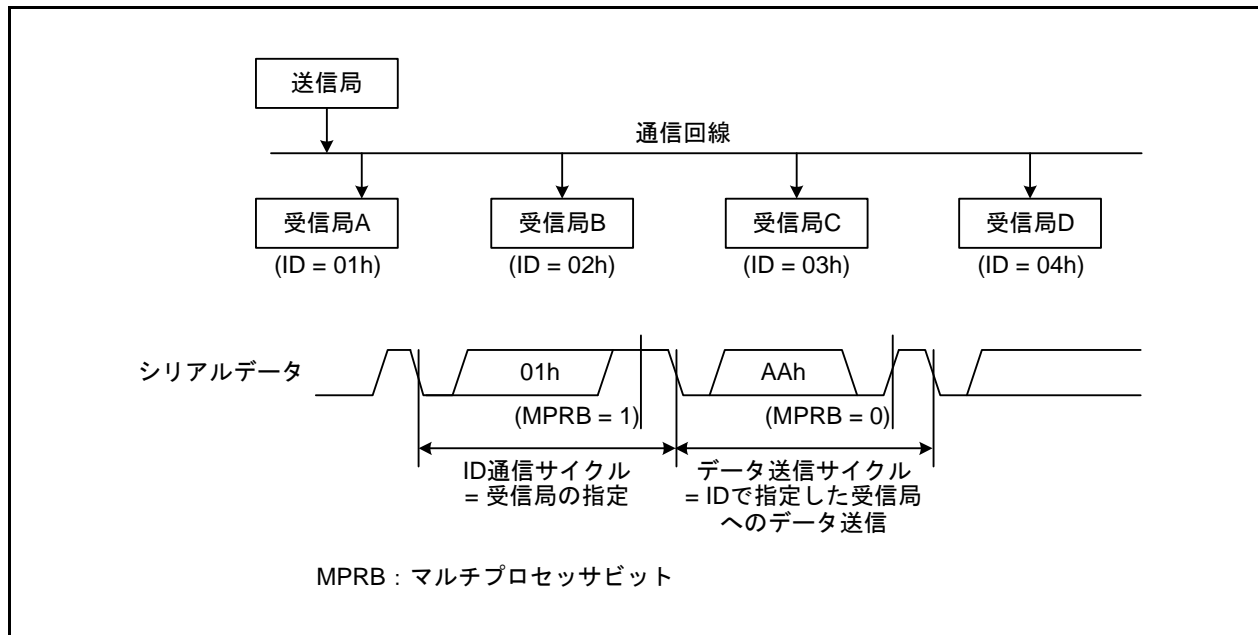 送信局
通信回線
受信局A 受信局B 受信局C 受信局D
(ID = 01h) (ID = 02h) (ID = 03h) (ID = 04h)
シリアルデータ 01h AAh
(MPRB = 1) (MPRB = 0)
ID通信サイクル
= 受信局の指定
データ送信サイクル
= IDで指定した受信局
へのデータ送信
MPRB：マルチプロセッサビット